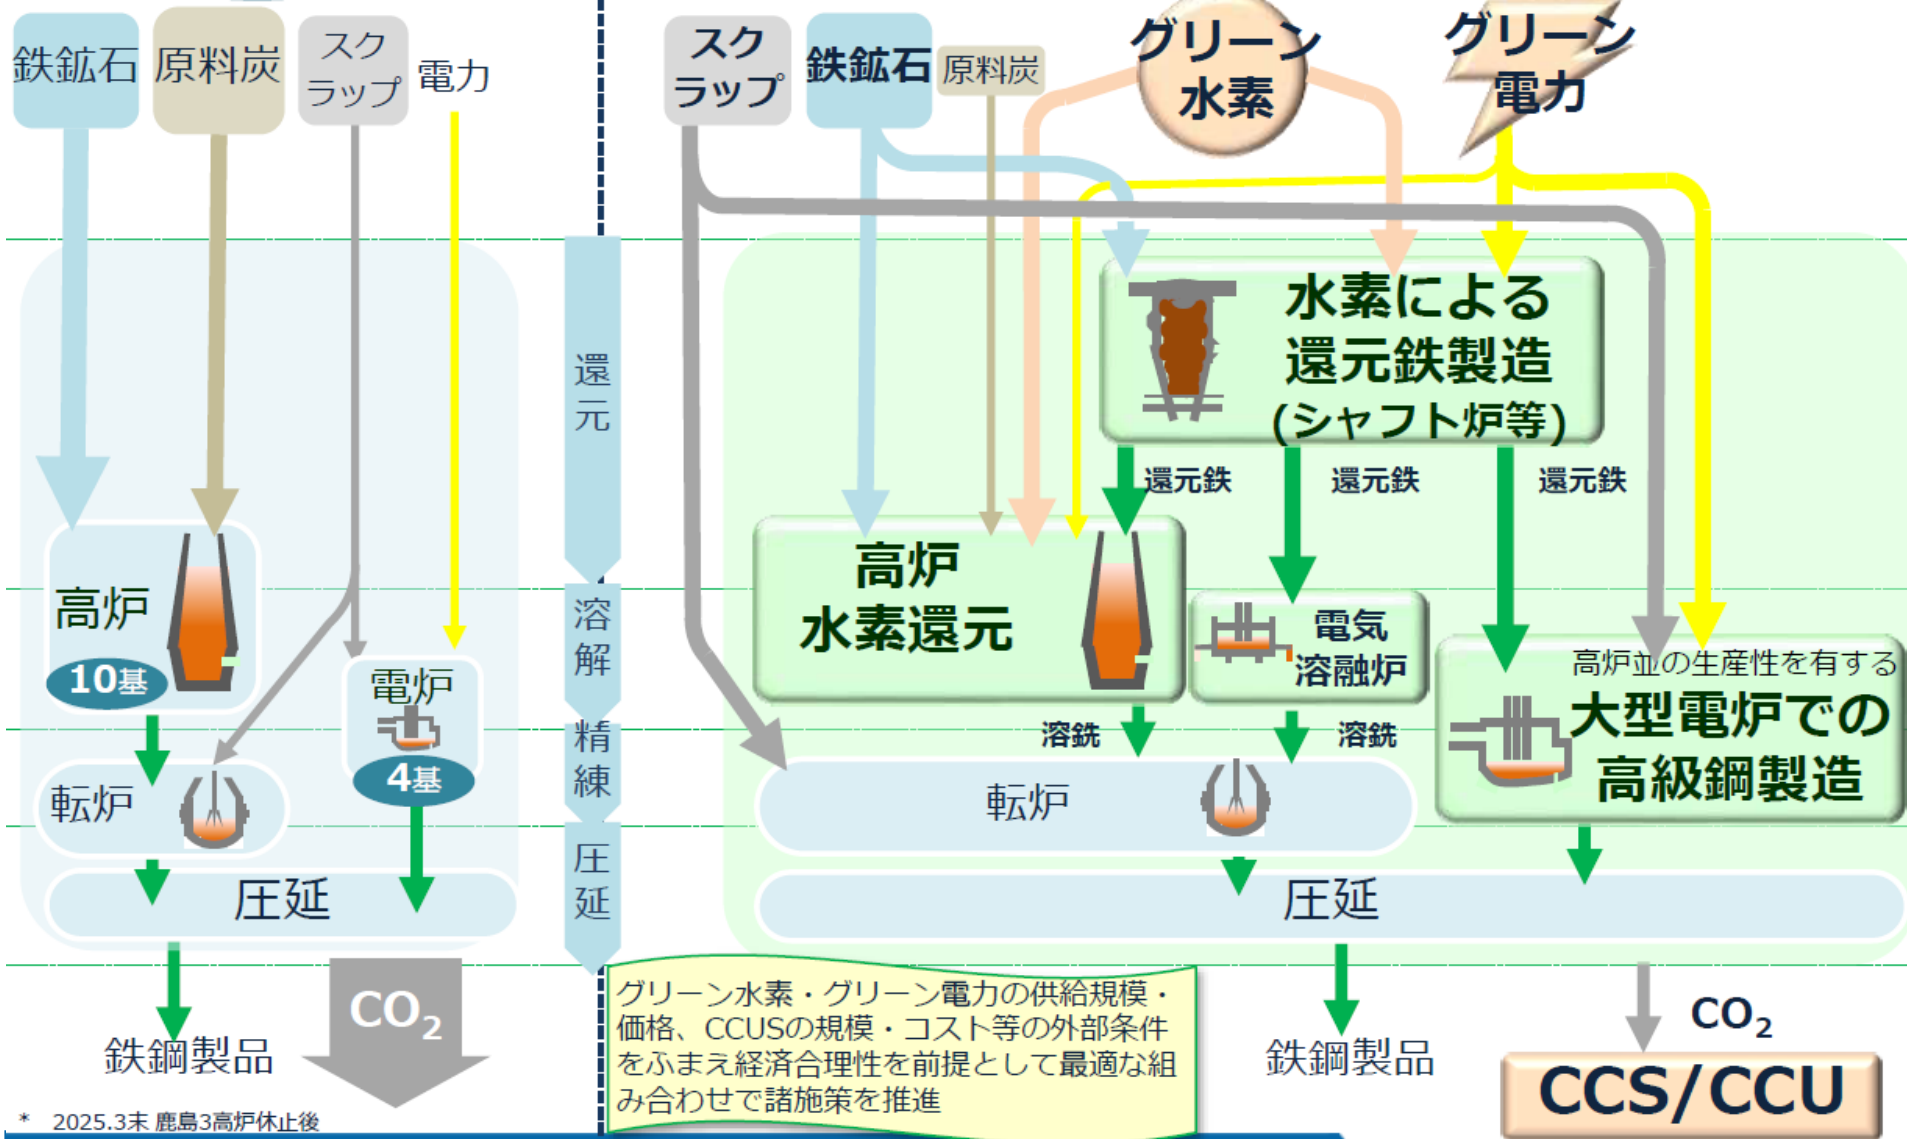 鉄鉱石
原料炭
スク
ラップ
電力
スク
ラップ
鉄鉱石
原料炭
グリーン
水素
グリーン
電力
還
元
溶
解
精
練
圧
延
高炉
10基
電炉
4基
転炉
圧延
鉄鋼製品
CO2
* 2025.3末 鹿島3高炉休止後
水素による
還元鉄製造
(シャフト炉等)
還元鉄
還元鉄
還元鉄
高炉
水素還元
電気
溶融炉
高炉並の生産性を有する
大型電炉での
高級鋼製造
溶銑
溶銑
転炉
圧延
グリーン水素・グリーン電力の供給規模・
価格、CCUSの規模・コスト等の外部条件
をふまえ経済合理性を前提として最適な組
み合わせで諸施策を推進
鉄鋼製品
CO2
CCS/CCU